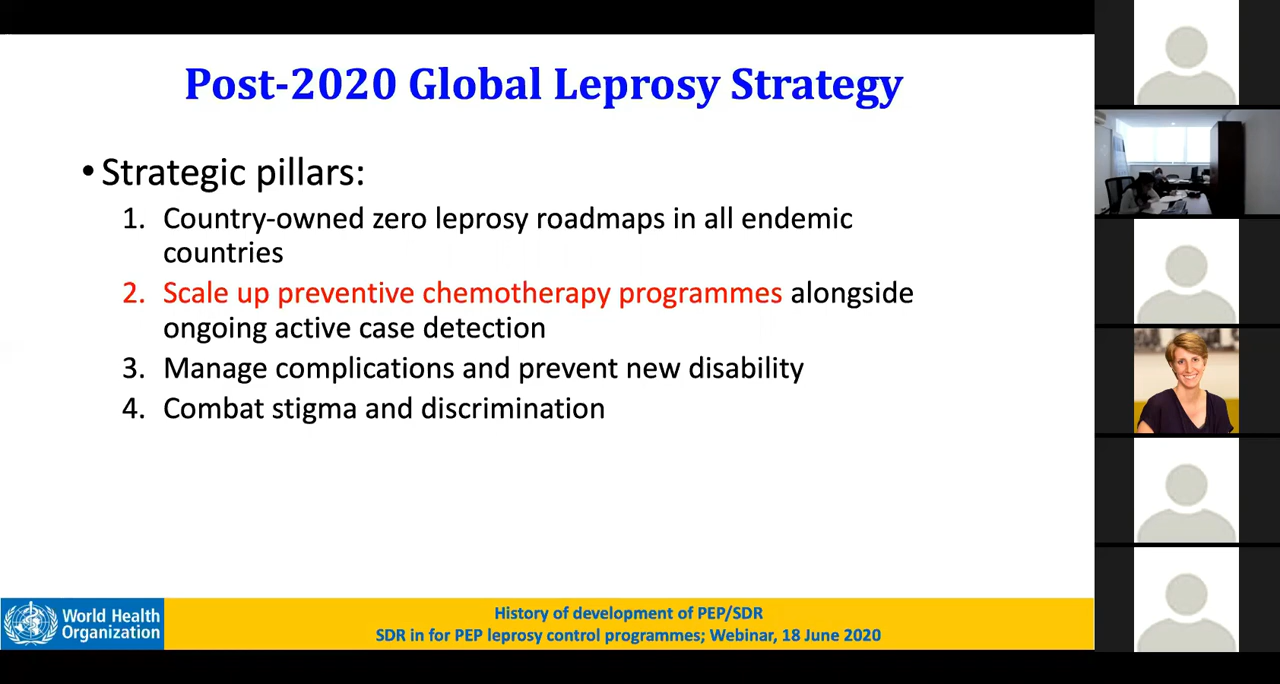 Post-2020 Global Leprosy Strategy
• Strategic pillars:
1. Country-owned zero leprosy roadmaps in all endemic
countries
2. Scale up preventive chemotherapy programmes alongside
ongoing active case detection
3. Manage complications and prevent new disability
4. Combat stigma and discrimination
World Health
Organization
History of development of PEP/SDR
SDR in for PEP leprosy control programmes; Webinar, 18 June 2020